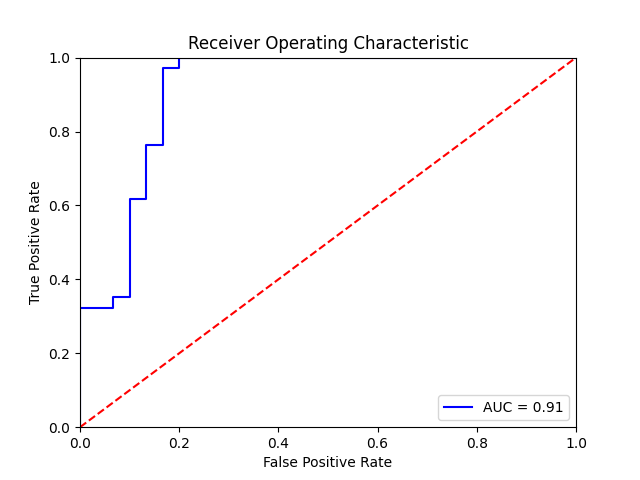 Receiver Operating Characteristic
1.0
0.8
0.6
0.4
0.2
0.0
True Positive Rate
AUC = 0.91
0.0 0.2 0.4 0.6 0.8 1.0
False Positive Rate